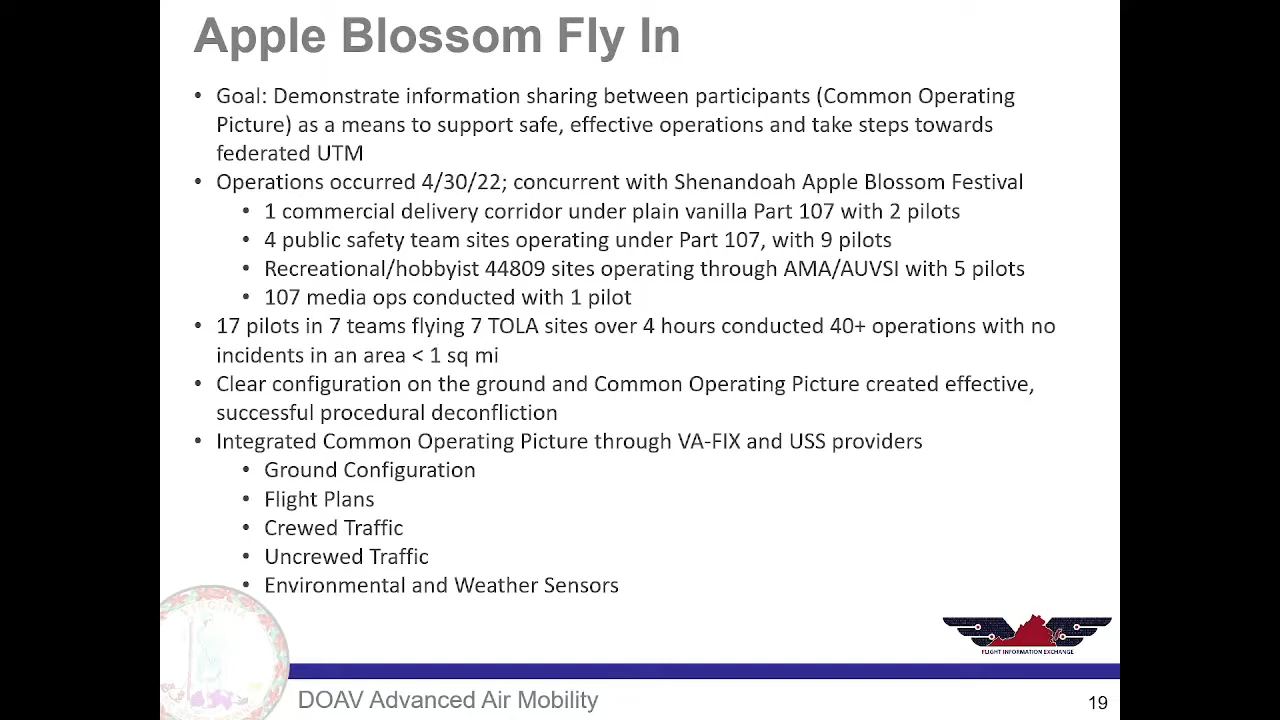 Apple Blossom Fly In
• Goal: Demonstrate information sharing between participants (Common Operating
Picture) as a means to support safe, effective operations and take steps towards
federated UTM
• Operations occurred 4/30/22; concurrent with Shenandoah Apple Blossom Festival
• 1 commercial delivery corridor under plain vanilla Part 107 with 2 pilots
• 4 public safety team sites operating under Part 107, with 9 pilots
• Recreational/hobbyist 44809 sites operating through AMA/AUVSI with 5 pilots
• 107 media ops conducted with 1 pilot
• 17 pilots in 7 teams flying 7 TOLA sites over 4 hours conducted 40+ operations with no
incidents in an area < 1 sq mi
• Clear configuration on the ground and Common Operating Picture created effective,
successful procedural deconfliction
• Integrated Common Operating Picture through VA-FIX and USS providers
• Ground Configuration
• Flight Plans
• Crewed Traffic
• Uncrewed Traffic
• Environmental and Weather Sensors
VIRGINIA
FLIGHT INFORMATION EXCHANGE
DOAV Advanced Air Mobility
19